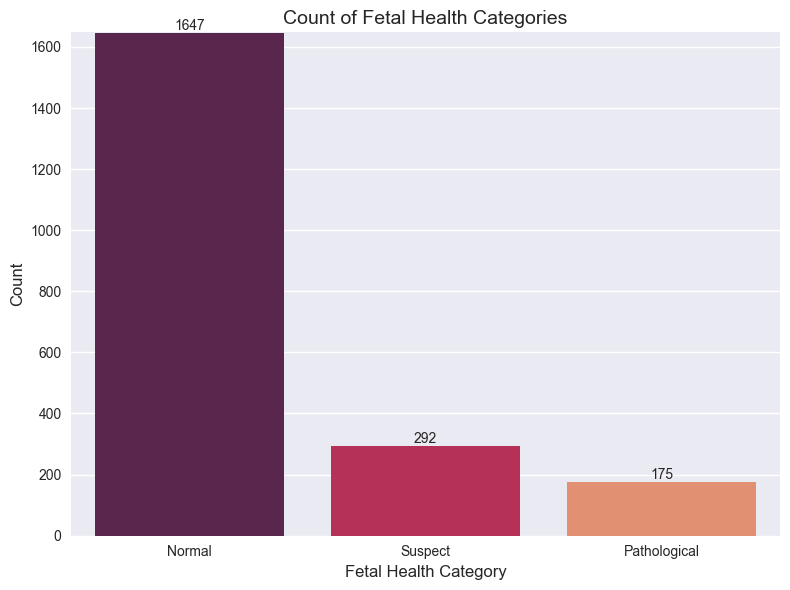 Count of Fetal Health Categories
1647
1600
1400
1200
1000
800
600
400
200
0
Count
292
175
Normal
Suspect
Pathological
Fetal Health Category